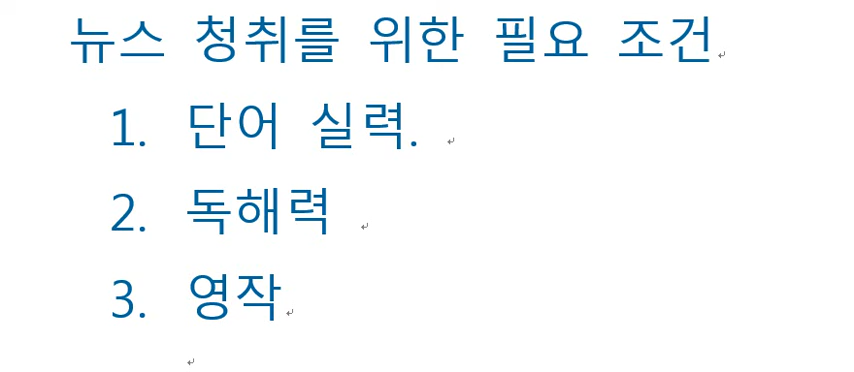 뉴스 청취를 위한 필요 조건
1. 단어 실력.
2. 독해력
3. 영작